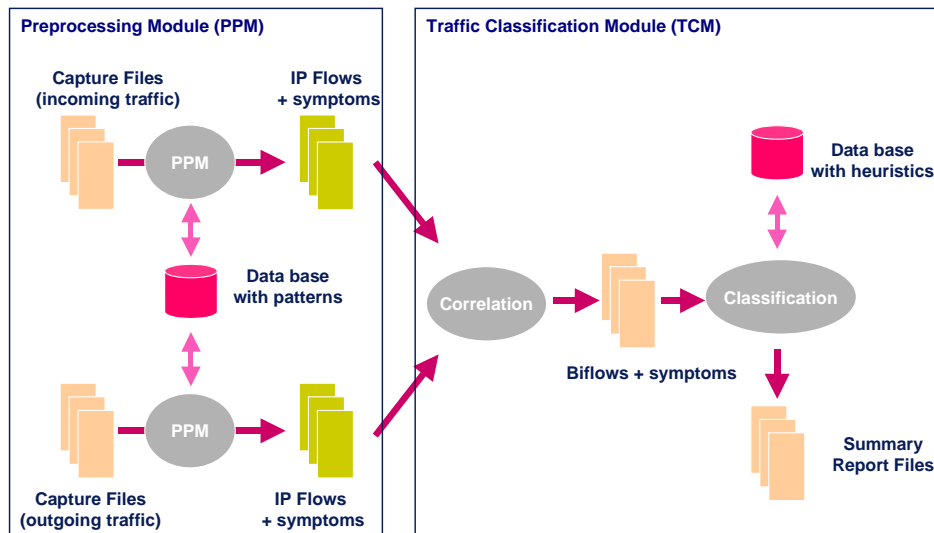 Preprocessing Module (PPM)
Capture Files
(incoming traffic)
IP Flows
+ symptoms
PPM
Data base
with patterns
PPM
Capture Files
(outgoing traffic)
IP Flows
+ symptoms
Traffic Classification Module (TCM)
Data base
with heuristics
Correlation
Classification
Biflows + symptoms
Summary
Report Files